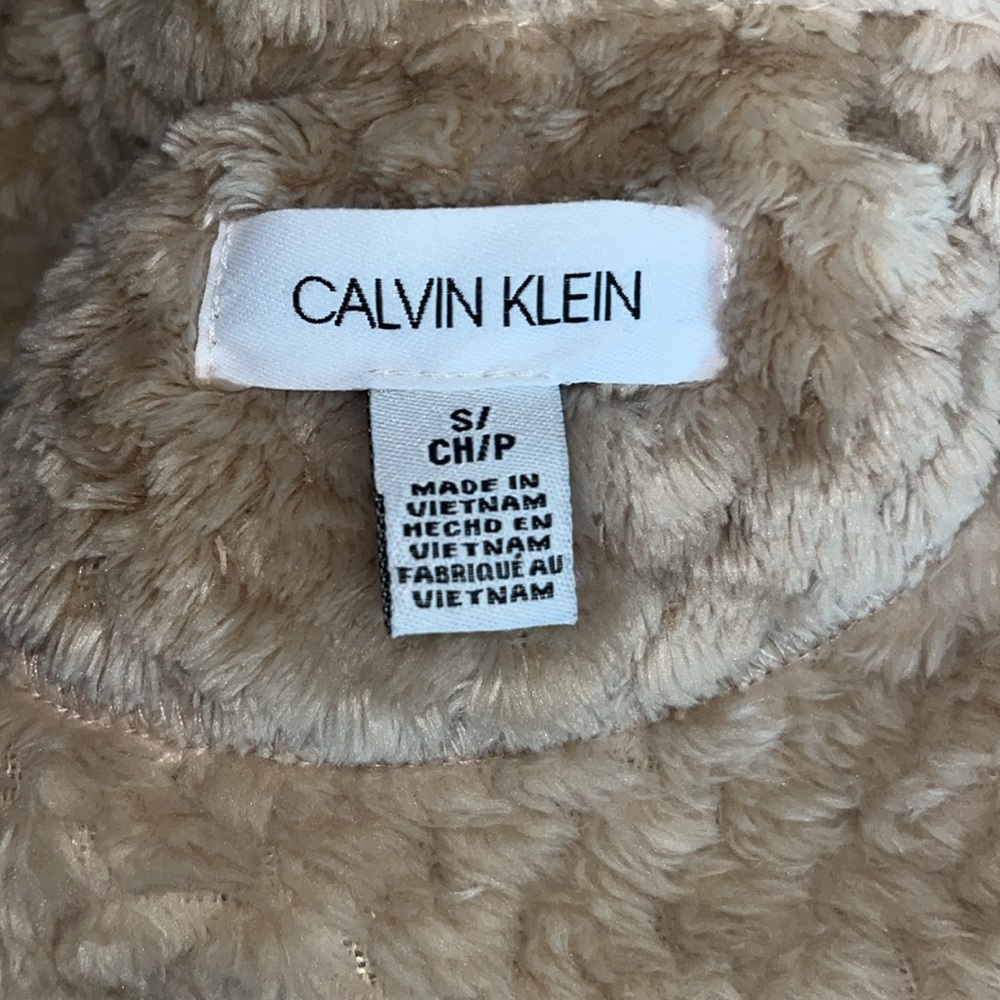 CALVIN KLEIN
S/
CH/P
MADE IN
VIETNAM
HECHO EN
VIETNAM
FABRIQUÉ AU
VIETNAM